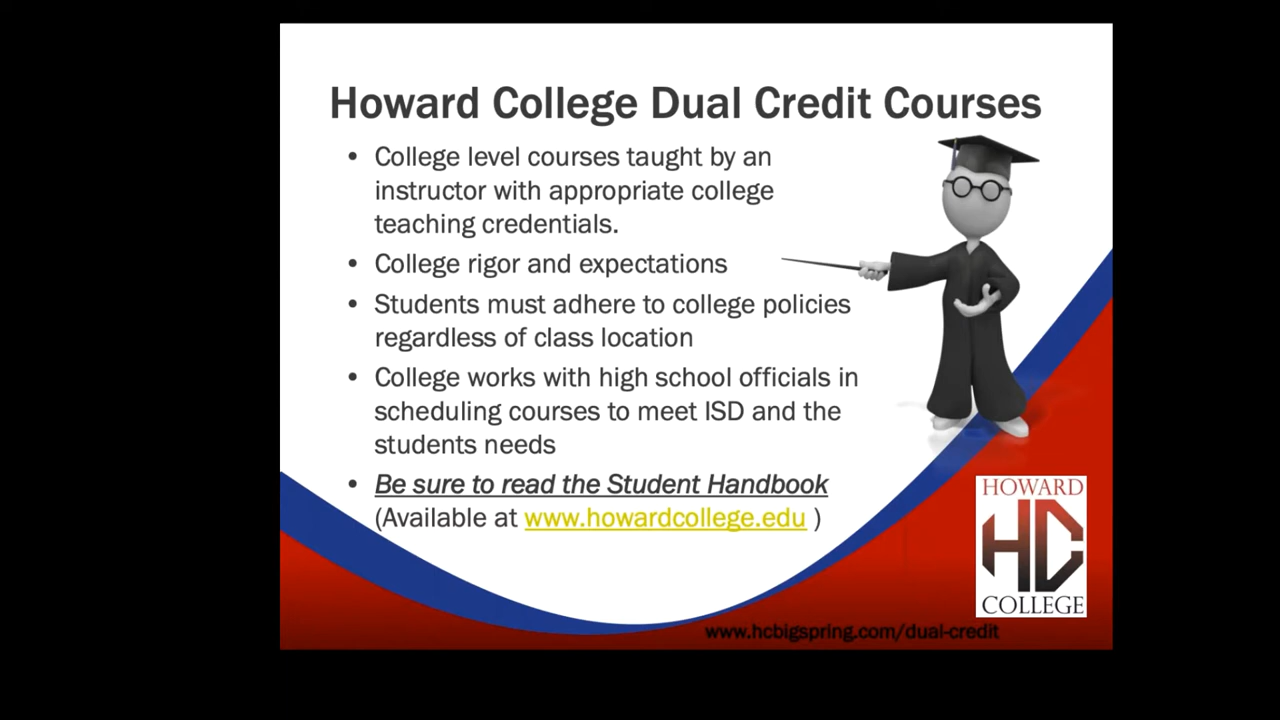 Howard College Dual Credit Courses
• College level courses taught by an
instructor with appropriate college
teaching credentials.
• College rigor and expectations
• Students must adhere to college policies
regardless of class location
• College works with high school officials in
scheduling courses to meet ISD and the
students needs
• Be sure to read the Student Handbook
(Available at www.howardcollege.edu )
HOWARD
HC
COLLEGE
www.hcbigspring.com/dual-credit